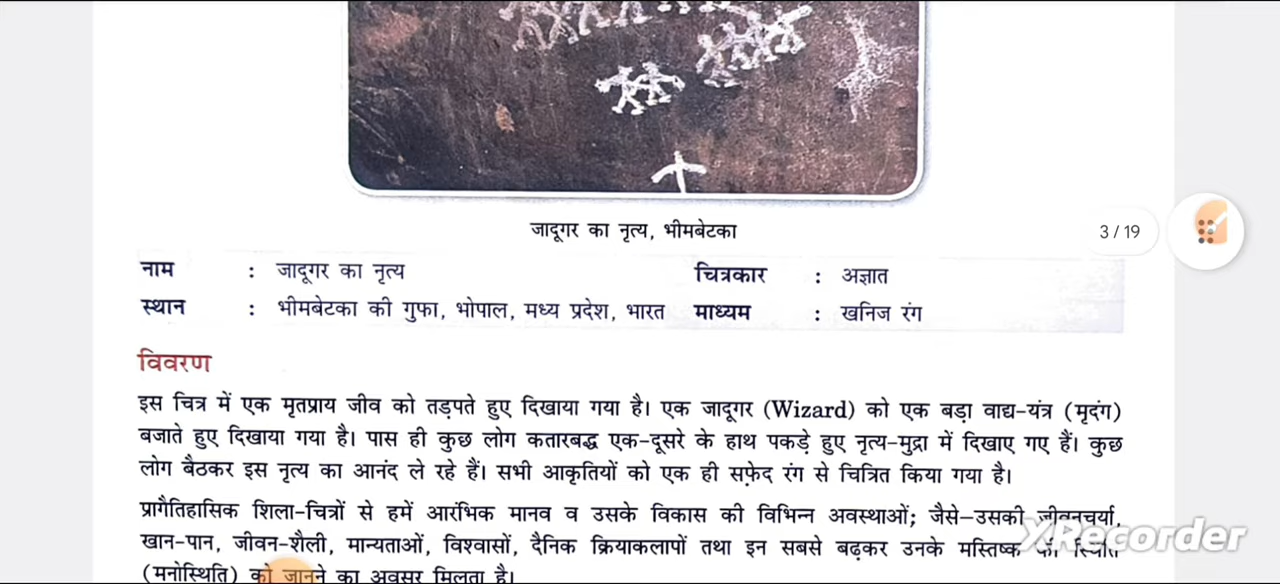 जादूगर का नृत्य, भीमबेटका
3 / 19
नाम : जादूगर का नृत्य चित्रकार : अज्ञात
स्थान : भीमबेटका की गुफा, भोपाल, मध्य प्रदेश, भारत माध्यम : खनिज रंग
विवरण
इस चित्र में एक मृतप्राय जीव को तड़पते हुए दिखाया गया है। एक जादूगर (Wizard) को एक बड़ा वाद्य-यंत्र (मृदंग)
बजाते हुए दिखाया गया है। पास ही कुछ लोग कतारबद्ध एक-दूसरे के हाथ पकड़े हुए नृत्य-मुद्रा में दिखाए गए हैं। कुछ
लोग बैठकर इस नृत्य का आनंद ले रहे हैं। सभी आकृतियों को एक ही सफ़ेद रंग से चित्रित किया गया है।
प्रागैतिहासिक शिला-चित्रों से हमें आरंभिक मानव व उसके विकास की विभिन्न अवस्थाओं; जैसे—उसकी जीवनचर्या,
खान-पान, जीवन-शैली, मान्यताओं, विश्वासों, दैनिक क्रियाकलापों तथा इन सबसे बढ़कर उनके मस्तिष्क
XRecorder
(मनोस्थिति) को जानने का अवसर मिलता है।